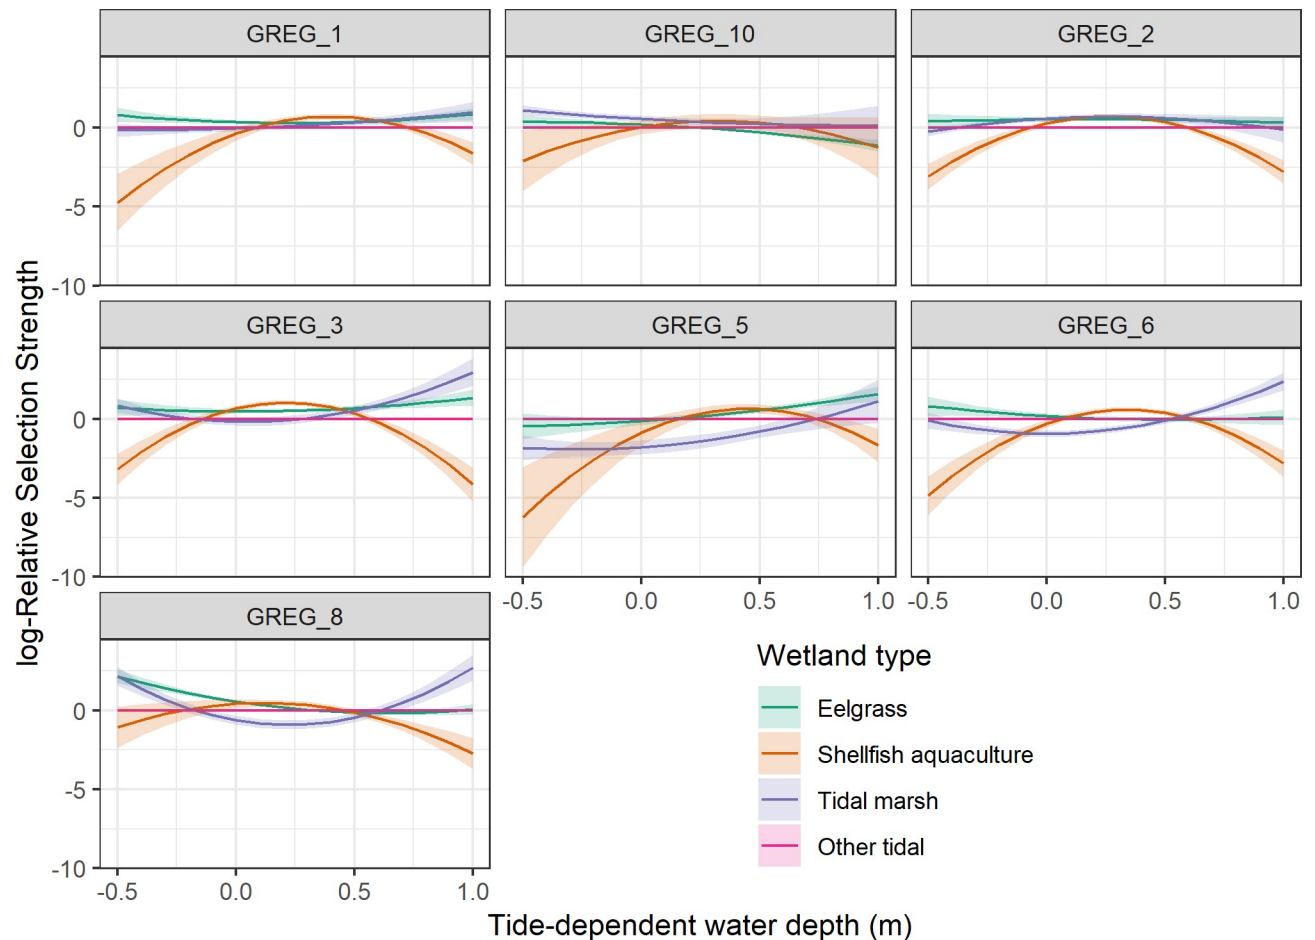 GREG_1 GREG_10 GREG_2
0
-5
-10
GREG_3 GREG_5 GREG_6
0
-5
-10
-0.5 0.0 0.5 1.0 -0.5 0.0 0.5 1.0
GREG_8
0
-5
-10
-0.5 0.0 0.5 1.0
log-Relative Selection Strength
Tide-dependent water depth (m)
Wetland type
Eelgrass
Shellfish aquaculture
Tidal marsh
Other tidal